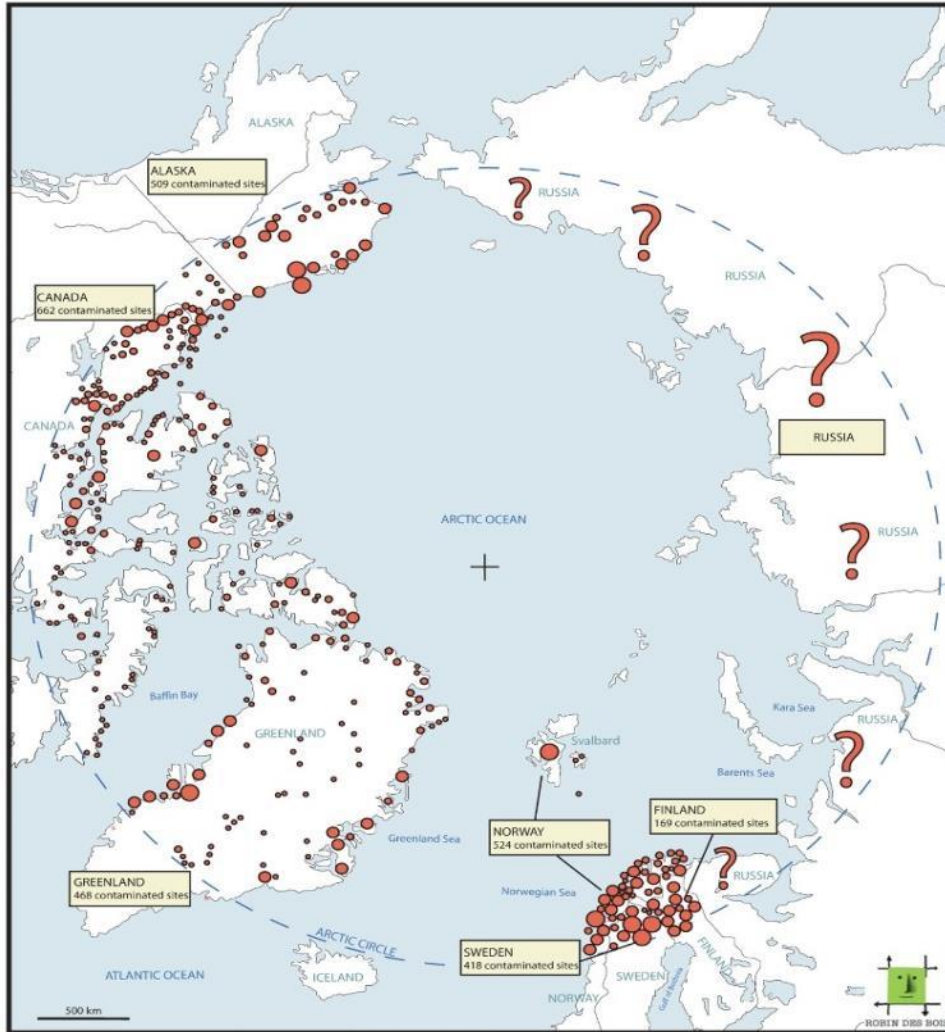 ALASKA
ALASKA
509 contaminated sites
RUSSIA
?
?
RUSSIA
CANADA
662 contaminated sites
?
CANADA
RUSSIA
ARCTIC OCEAN
?
RUSSIA
Baffin Bay
Kara Sea
RUSSIA
GREENLAND
Svalbard
?
Barents Sea
FINLAND
169 contaminated sites
NORWAY
524 contaminated sites
Greenland Sea
?
RUSSIA
GREENLAND
468 contaminated sites
Norwegian Sea
ARCTIC CIRCLE
SWEDEN
418 contaminated sites
FINLAND
ATLANTIC OCEAN
ICELAND
SWEDEN
Gulf of Bothnia
NORWAY
500 km